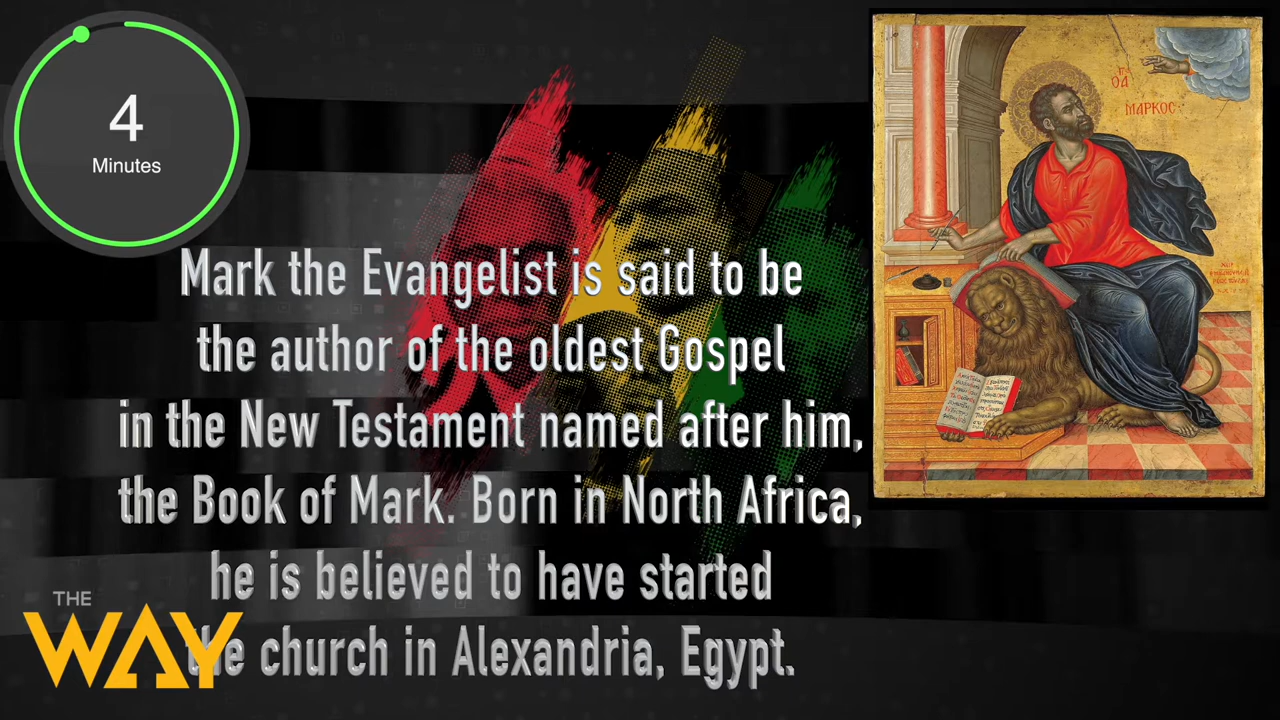 4
Minutes
Mark the Evangelist is said to be
the author of the oldest Gospel
in the New Testament named after him,
the Book of Mark. Born in North Africa,
he is believed to have started
the church in Alexandria, Egypt.
THE
WAY
ΜΑΡΚΟΣ